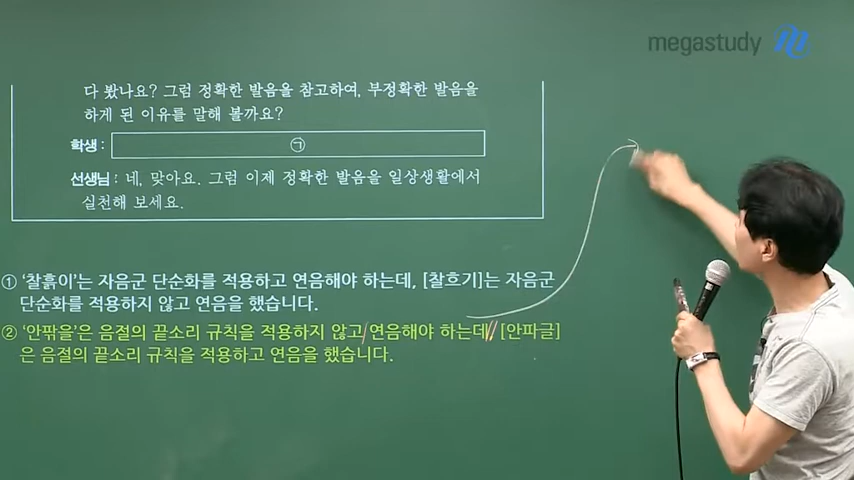 megastudy
다 봤나요? 그럼 정확한 발음을 참고하여, 부정확한 발음을
하게 된 이유를 말해 볼까요?
학생 : ㉠
선생님 : 네, 맞아요. 그럼 이제 정확한 발음을 일상생활에서
실천해 보세요.
① ‘찰흙이’는 자음군 단순화를 적용하고 연음해야 하는데, [찰흐기]는 자음군
단순화를 적용하지 않고 연음을 했습니다.
② ‘안팎을’은 음절의 끝소리 규칙을 적용하지 않고 연음해야 하는데, [안파글]
은 음절의 끝소리 규칙을 적용하고 연음을 했습니다.